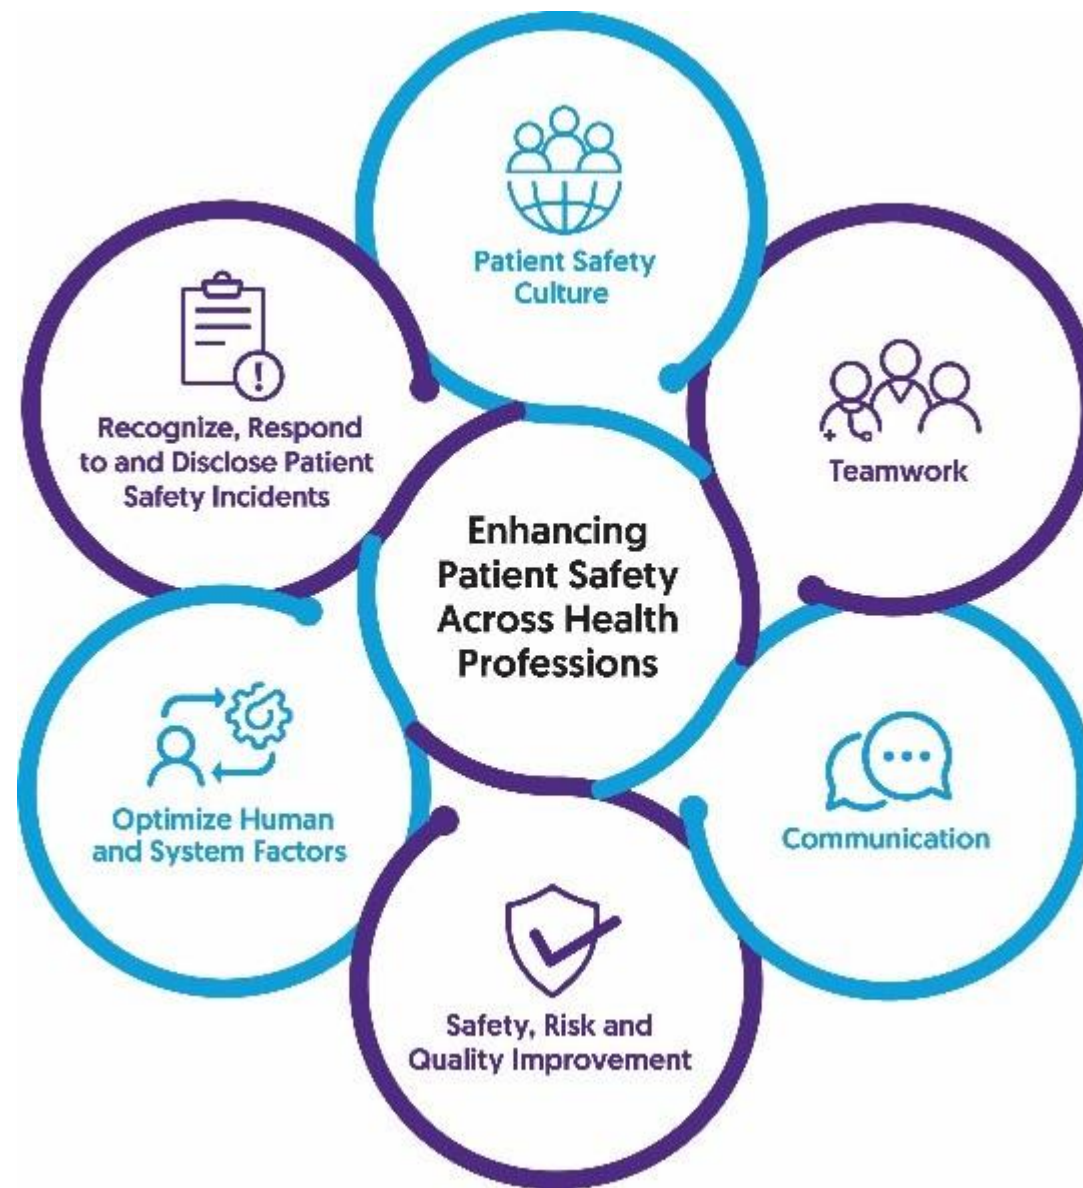 Patient Safety
Culture
Teamwork
Communication
Safety, Risk and
Quality Improvement
Optimize Human
and System Factors
Recognize, Respond
to and Disclose Patient
Safety Incidents
Enhancing
Patient Safety
Across Health
Professions